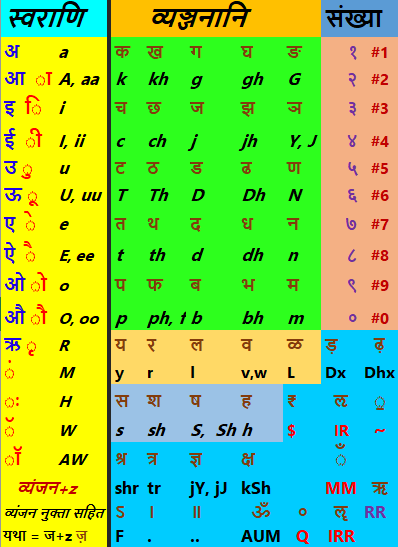 स्वराणि व्यञ्जनानि संख्या
अ a क ख ग घ ङ १ #1
आ ा A, aa k kh g gh G २ #2
इ ि i च छ ज झ ञ ३ #3
ई ी I, ii c ch j jh Y, J ४ #4
उ ु u ट ठ ड ढ ण ५ #5
ऊ ू U, uu T Th D Dh N ६ #6
ए े e त थ द ध न ७ #7
ऐ ै E, ee t th d dh n ८ #8
ओ ो o प फ ब भ म ९ #9
औ ौ O, oo p ph, f b bh m ० #0
ऋ ृ R य र ल व ळ ड़ ढ़
ं M y r l v,w L Dx Dhx
ः H स श ष ह ₹ ऌ ़
ॅ W s sh S, Sh h $ lR ~
ॉ AW श्र त्र ज्ञ क्ष ँ
व्यंजन+z shr tr jY, jJ kSh MM ॠ
व्यंजन नुक्ता सहित ऽ । ॥ ॐ ॰ ॡ RR
यथा = ज+z ज़ F . .. AUM Q lRR